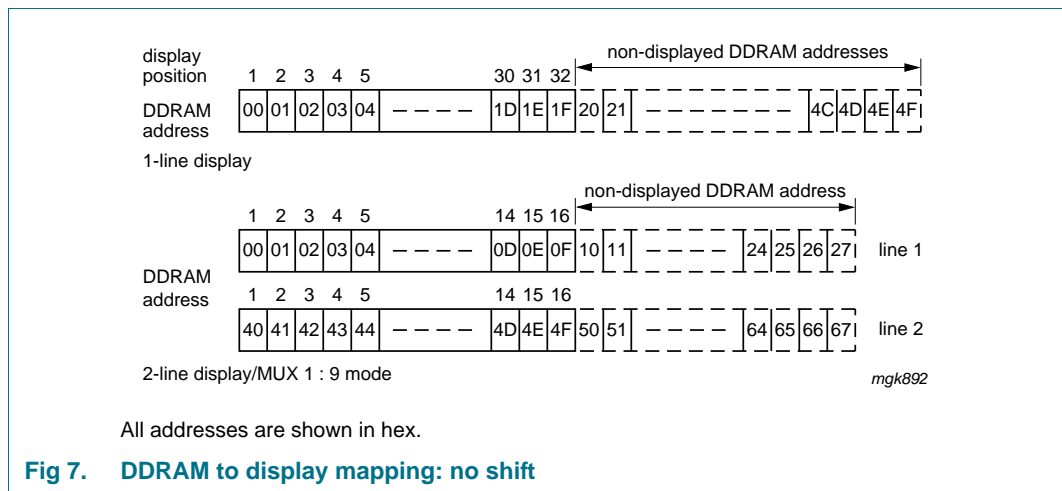 display
position 1 2 3 4 5 30 31 32 non-displayed DDRAM addresses
DDRAM
address 00 01 02 03 04 1D 1E 1F 20 21 4C 4D 4E 4F
1-line display
non-displayed DDRAM address
1 2 3 4 5 14 15 16
00 01 02 03 04 0D 0E 0F 10 11 24 25 26 27 line 1
DDRAM
address
1 2 3 4 5 14 15 16
40 41 42 43 44 4D 4E 4F 50 51 64 65 66 67 line 2
2-line display/MUX 1 : 9 mode
mgk892
All addresses are shown in hex.
Fig 7. DDRAM to display mapping: no shift